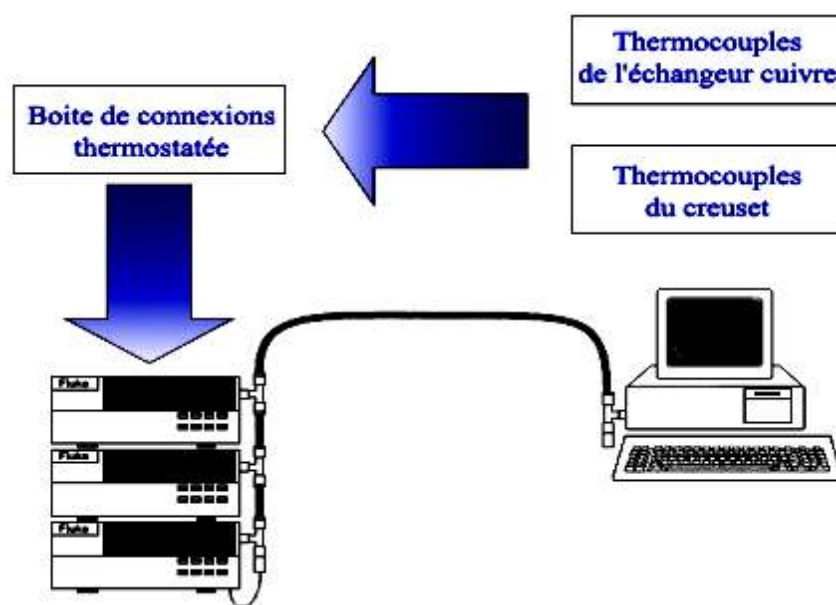 Thermocouples
de l'échangeur cuivre
Boite de connexions
thermostatée
Thermocouples
du creuset
Fluke
Fluke
Fluke